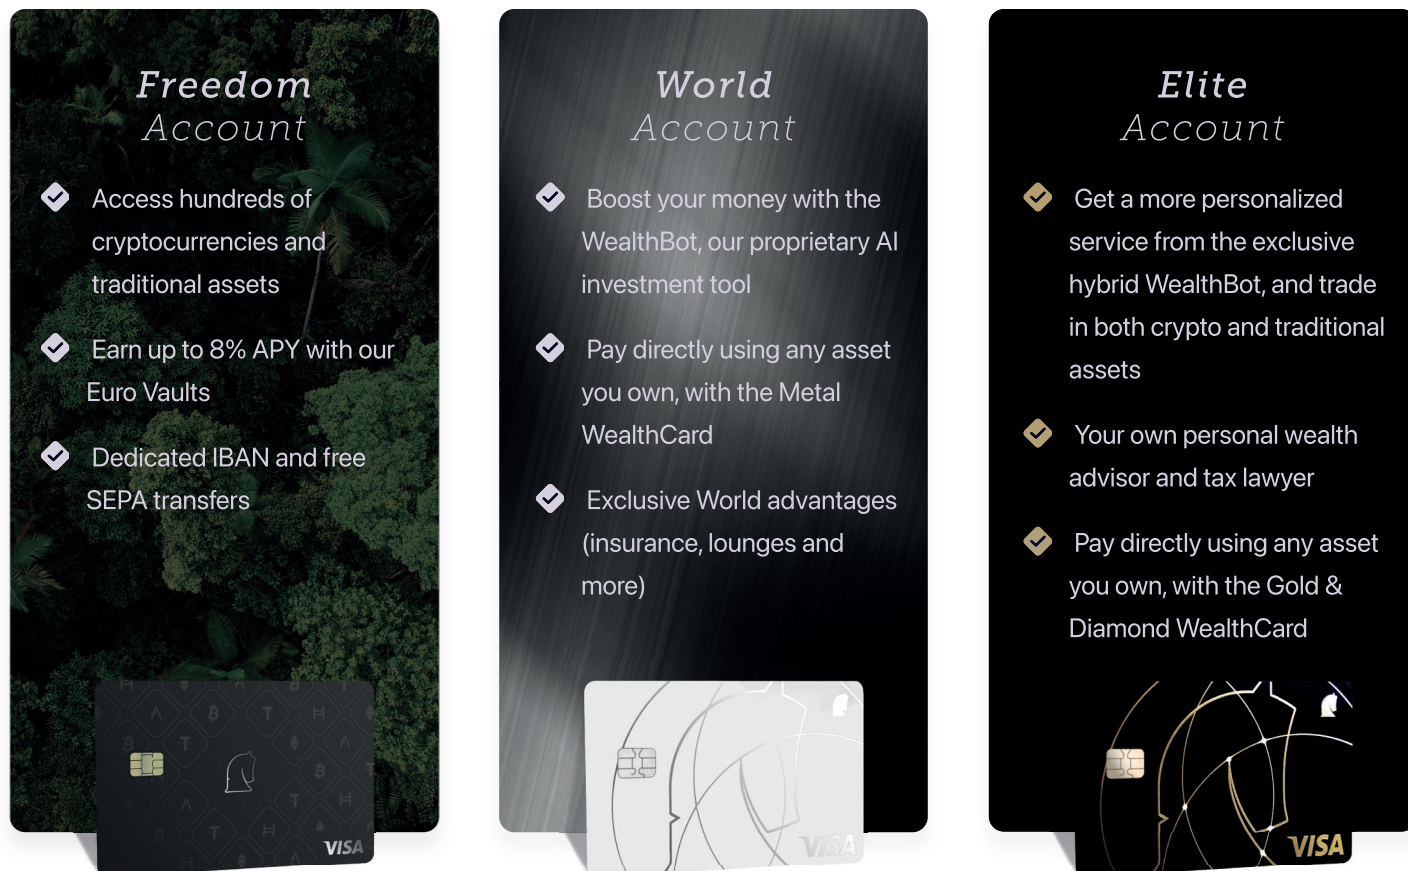 Freedom
Account
Access hundreds of
cryptocurrencies and
traditional assets
Earn up to 8% APY with our
Euro Vaults
Dedicated IBAN and free
SEPA transfers
VISA
World
Account
Boost your money with the
WealthBot, our proprietary AI
investment tool
Pay directly using any asset
you own, with the Metal
WealthCard
Exclusive World advantages
(insurance, lounges and
more)
VISA
Elite
Account
Get a more personalized
service from the exclusive
hybrid WealthBot, and trade
in both crypto and traditional
assets
Your own personal wealth
advisor and tax lawyer
Pay directly using any asset
you own, with the Gold &
Diamond WealthCard
VISA